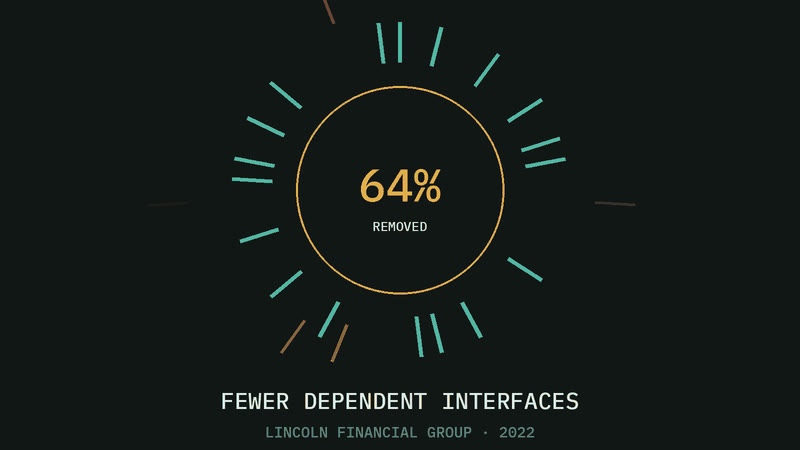 64%
REMOVED
FEWER DEPENDENT INTERFACES
LINCOLN FINANCIAL GROUP · 2022